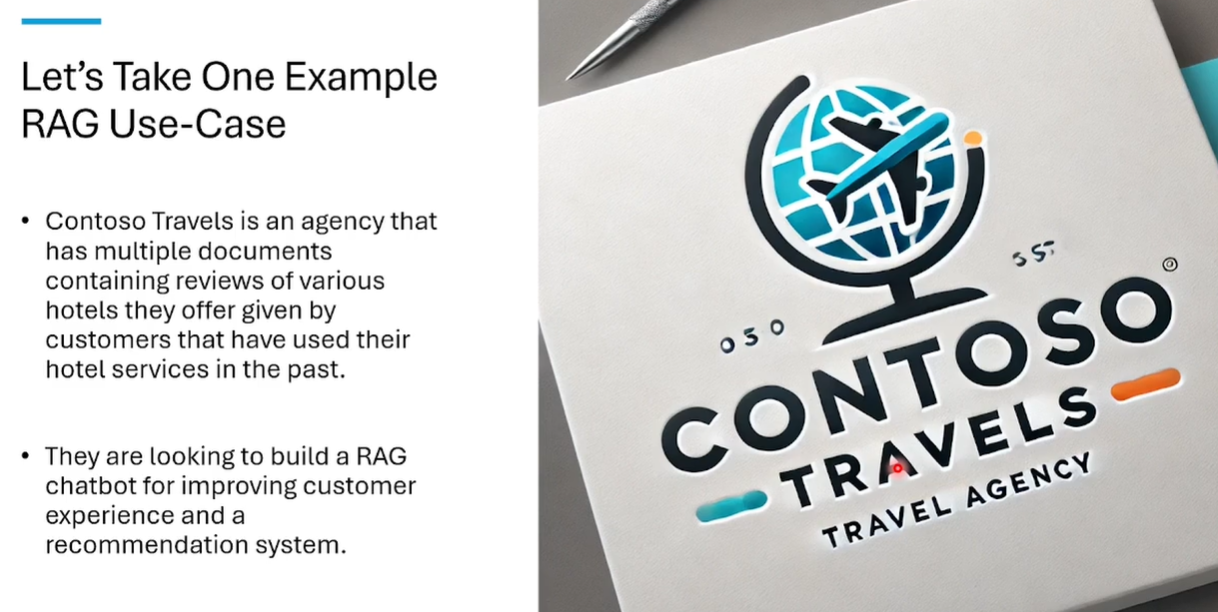 Let’s Take One Example
RAG Use-Case
• Contoso Travels is an agency that
has multiple documents
containing reviews of various
hotels they offer given by
customers that have used their
hotel services in the past.
• They are looking to build a RAG
chatbot for improving customer
experience and a
recommendation system.
CONTOSO
TRAVELS
TRAVEL AGENCY